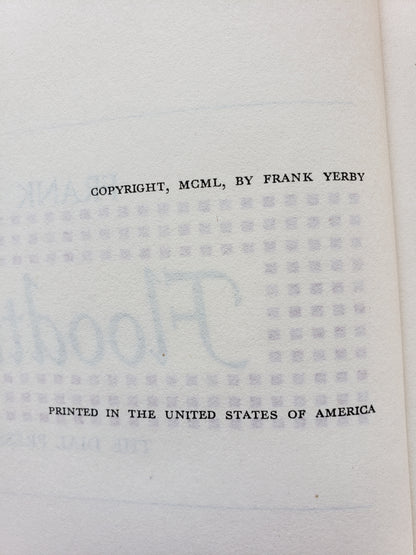 COPYRIGHT, MCML, BY FRANK YERBY
PRINTED IN THE UNITED STATES OF AMERICA